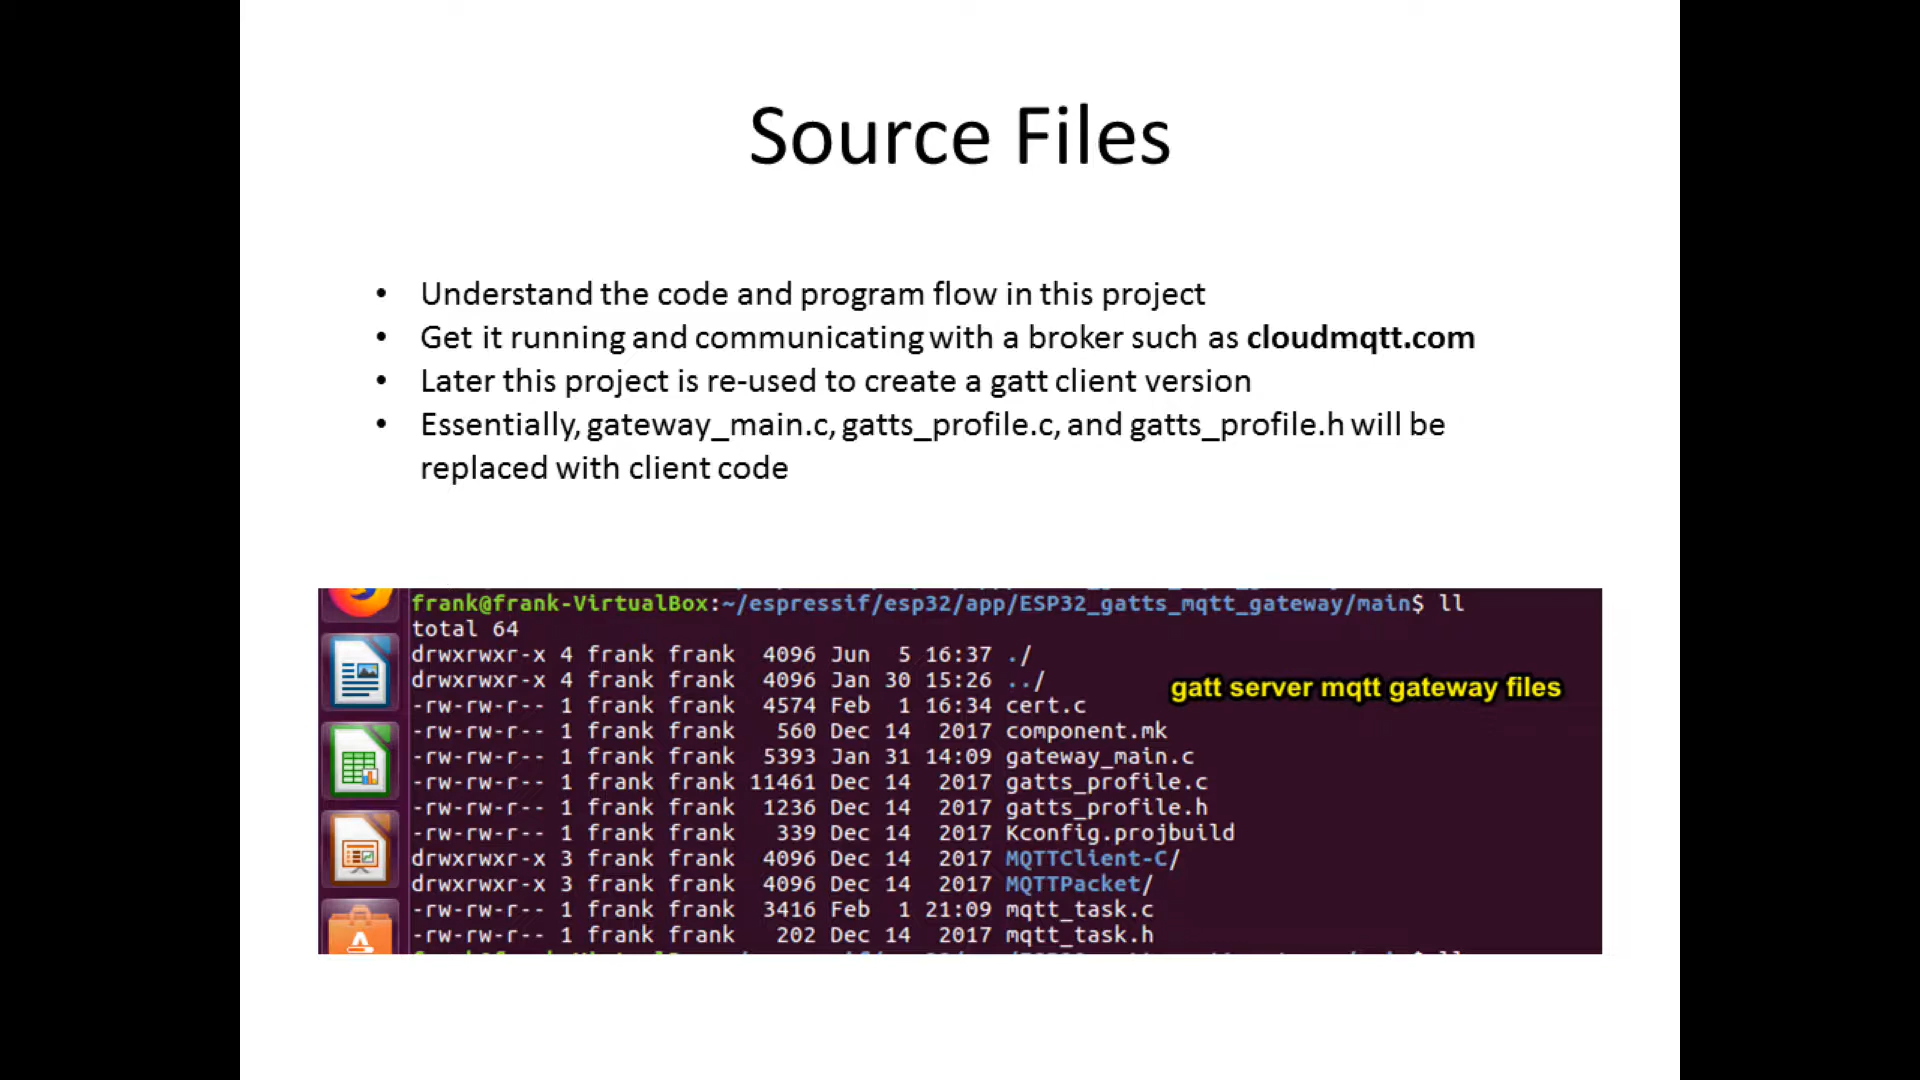 Source Files
• Understand the code and program flow in this project
• Get it running and communicating with a broker such as cloudmqtt.com
• Later this project is re-used to create a gatt client version
• Essentially, gateway_main.c, gatts_profile.c, and gatts_profile.h will be
replaced with client code
frank@frank-VirtualBox:~/espressif/esp32/app/ESP32_gatts_mqtt_gateway/main$ ll
total 64
drwxrwxr-x 4 frank frank  4096 Jun  5 16:37 ./
drwxrwxr-x 4 frank frank  4096 Jan 30 15:26 ../
gatt server mqtt gateway files
-rw-rw-r-- 1 frank frank  4574 Feb  1 16:34 cert.c
-rw-rw-r-- 1 frank frank   560 Dec 14  2017 component.mk
-rw-rw-r-- 1 frank frank  5393 Jan 31 14:09 gateway_main.c
-rw-rw-r-- 1 frank frank 11461 Dec 14  2017 gatts_profile.c
-rw-rw-r-- 1 frank frank  1236 Dec 14  2017 gatts_profile.h
-rw-rw-r-- 1 frank frank   339 Dec 14  2017 Kconfig.projbuild
drwxrwxr-x 3 frank frank  4096 Dec 14  2017 MQTTClient-C/
drwxrwxr-x 3 frank frank  4096 Dec 14  2017 MQTTPacket/
-rw-rw-r-- 1 frank frank  3416 Feb  1 21:09 mqtt_task.c
-rw-rw-r-- 1 frank frank   202 Dec 14  2017 mqtt_task.h